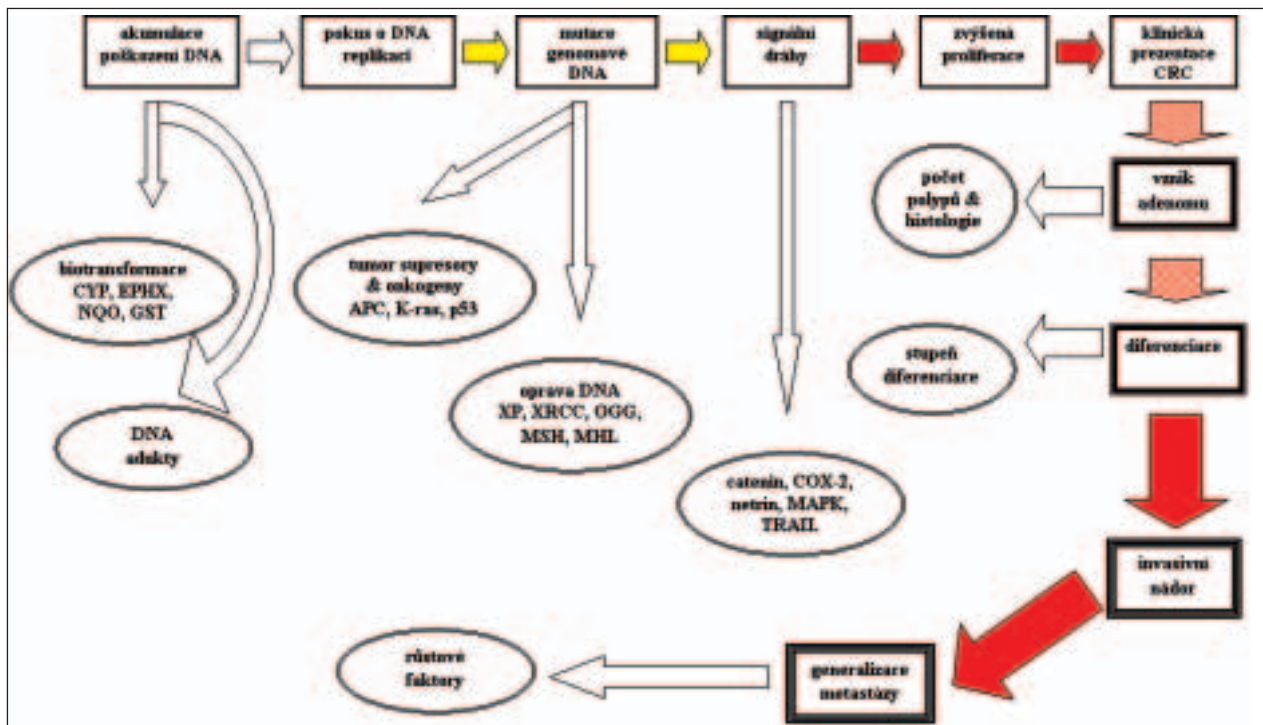 akumulace
poškození DNA
pokus o DNA
replikaci
mutace
genomové
DNA
signální
dráhy
zvýšená
proliferace
klinická
prezentace
CRC
počet
polypů &
histologie
vznik
adenomu
biotransformace
CYP, EPHX,
NQO, GST
tumor supresory
& onkogeny
APC, K-ras, p53
stupeň
diferenciace
diferenciace
oprava DNA
XP, XRCC, OGG,
MSH, MHL
DNA
adukty
catenin, COX-2,
netrin, MAPK,
TRAIL
invasivní
nádor
růstové
faktory
generalizace
metastázy